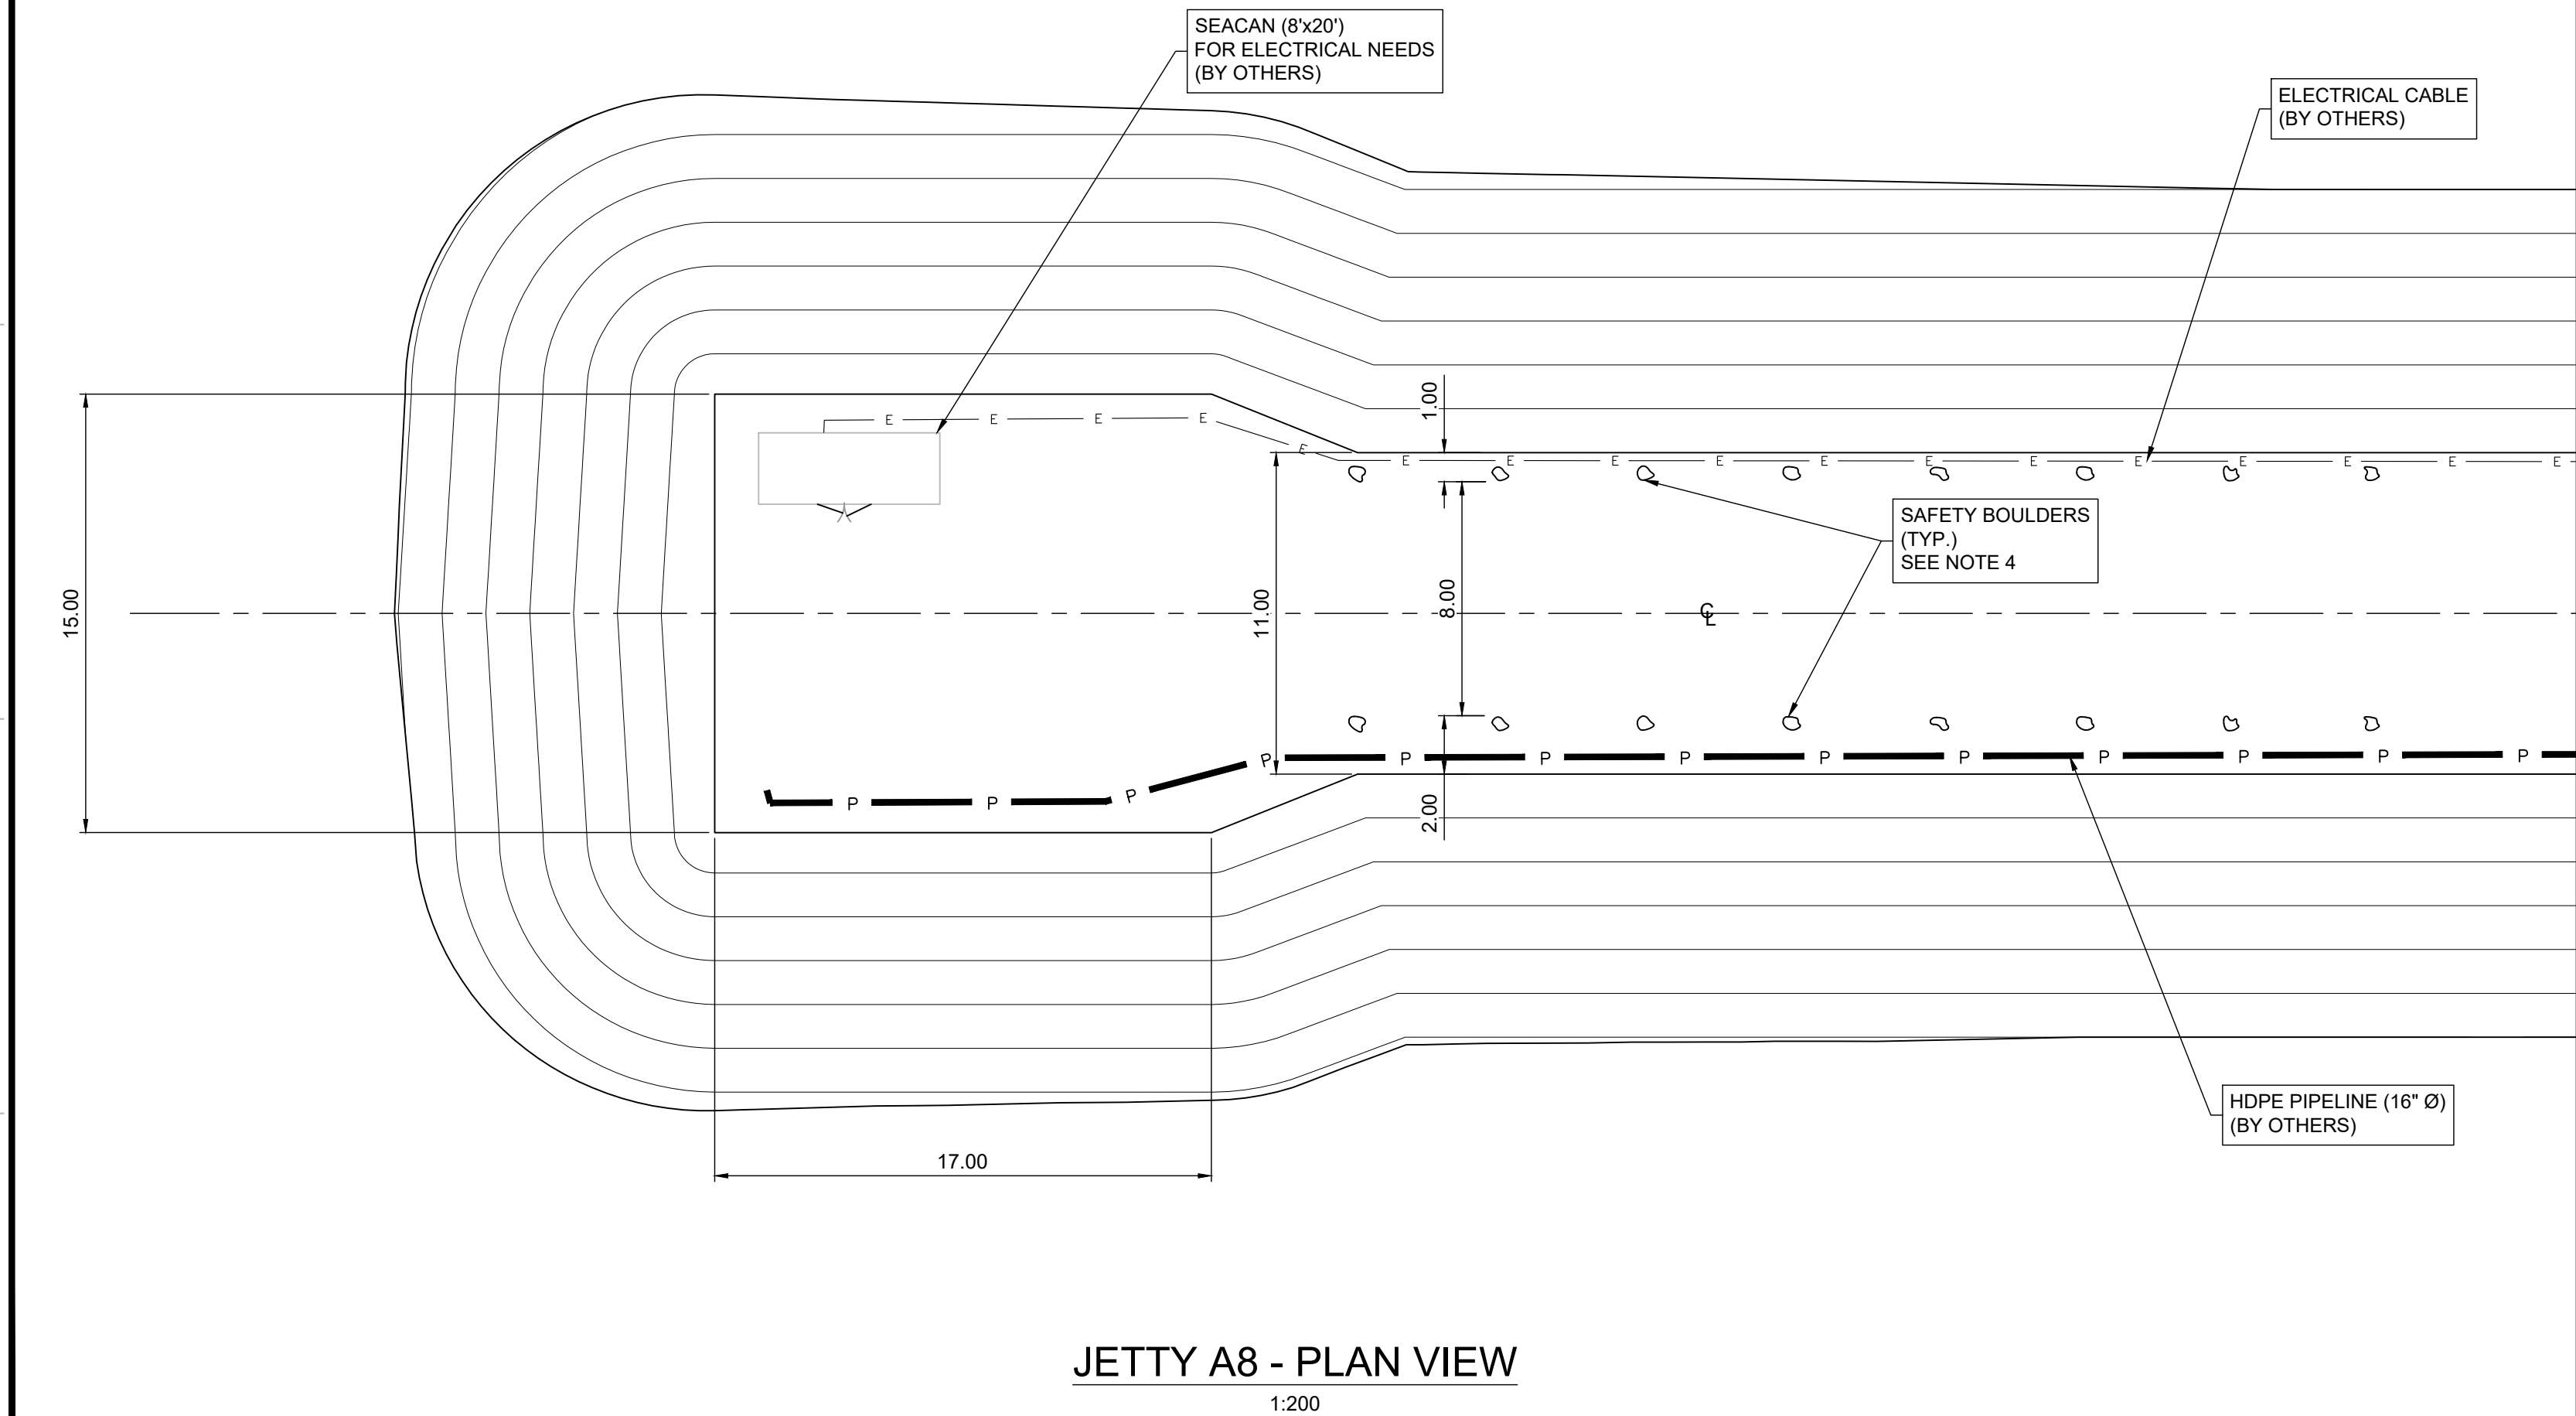 SEACAN (8'x20')
FOR ELECTRICAL NEEDS
(BY OTHERS)
ELECTRICAL CABLE
(BY OTHERS)
1.00
E E E E
E E E E E E E E E E E E E
SAFETY BOULDERS
(TYP.)
SEE NOTE 4
15.00
11.00
8.00
℄
P P P P P P P P P P
P P P
2.00
HDPE PIPELINE (16" Ø)
(BY OTHERS)
17.00
JETTY A8 - PLAN VIEW
1:200